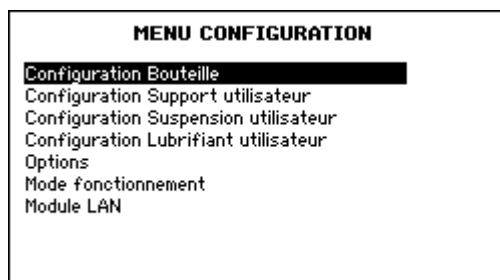 MENU CONFIGURATION
Configuration Bouteille
Configuration Support utilisateur
Configuration Suspension utilisateur
Configuration Lubrifiant utilisateur
Options
Mode fonctionnement
Module LAN